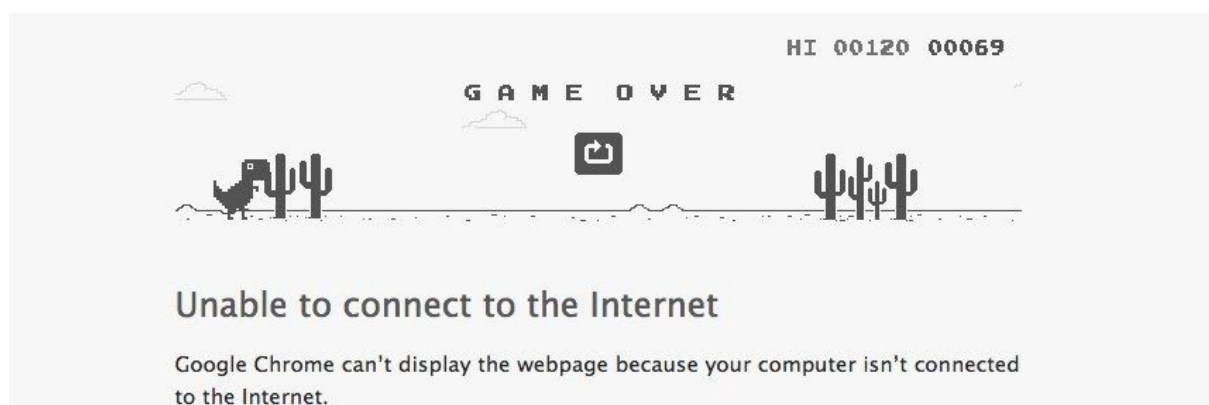 HI 00120 00069
GAME OVER
Unable to connect to the Internet
Google Chrome can't display the webpage because your computer isn't connected
to the Internet.